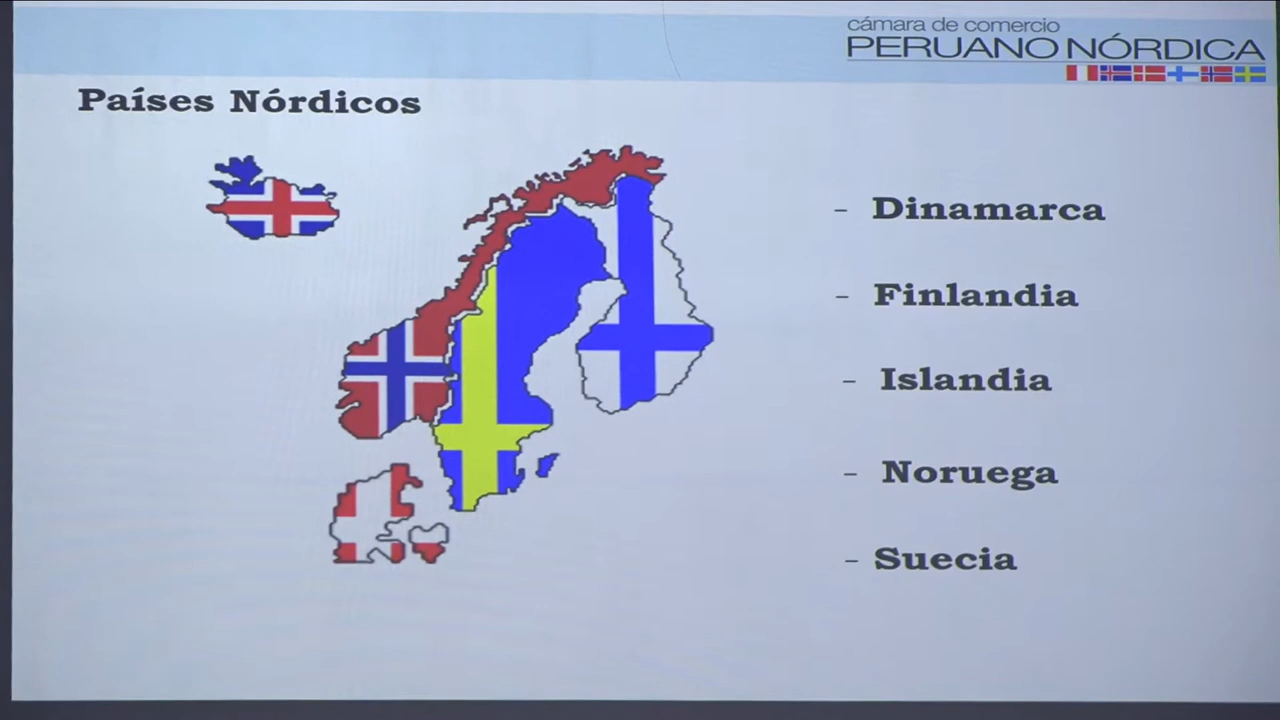 cámara de comercio
PERUANO NÓRDICA
Países Nórdicos
- Dinamarca
- Finlandia
- Islandia
- Noruega
- Suecia